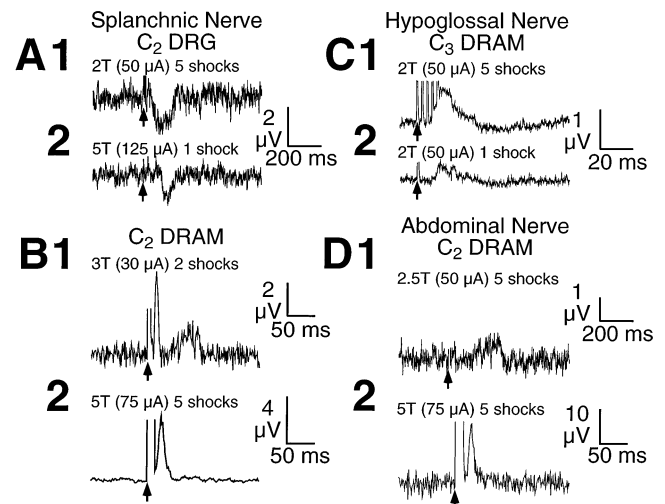 Splanchnic Nerve
C2 DRG
A1
2T (50 µA) 5 shocks
2
µV
200 ms
2
5T (125 µA) 1 shock
C2 DRAM
B1
3T (30 µA) 2 shocks
2
µV
50 ms
2
5T (75 µA) 5 shocks
4
µV
50 ms
Hypoglossal Nerve
C3 DRAM
C1
2T (50 µA) 5 shocks
1
µV
20 ms
2
2T (50 µA) 1 shock
Abdominal Nerve
C2 DRAM
D1
2.5T (50 µA) 5 shocks
1
µV
200 ms
2
5T (75 µA) 5 shocks
10
µV
50 ms